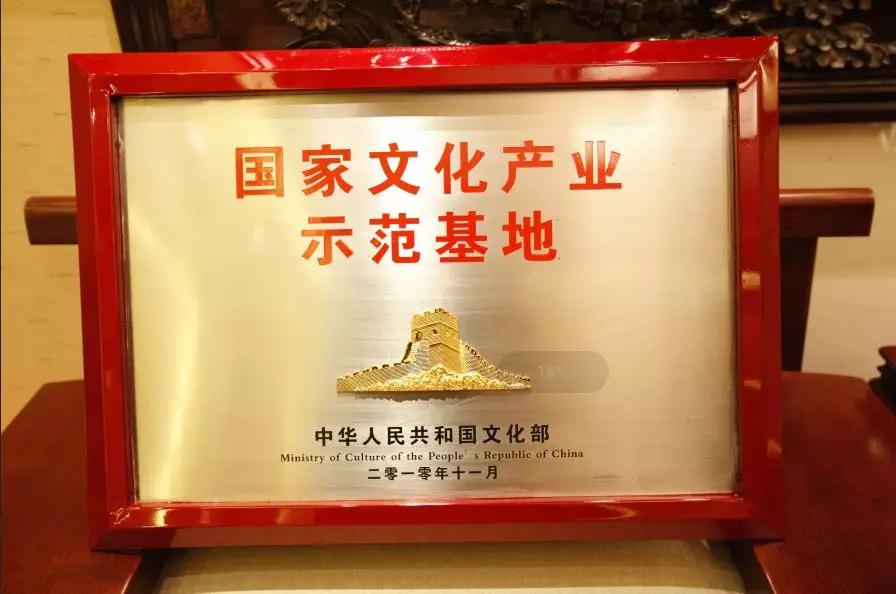 国家文化产业
示范基地
中华人民共和国文化部
Ministry of Culture of the People's Republic of China
二零一零年十一月